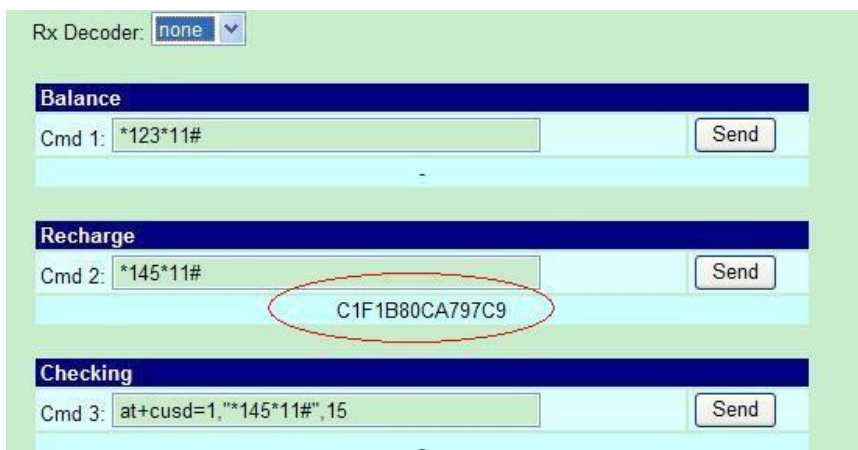 Rx Decoder: none
Balance
Cmd 1: *123*11# Send
-
Recharge
Cmd 2: *145*11# Send
C1F1B80CA797C9
Checking
Cmd 3: at+cusd=1,"*145*11#",15 Send